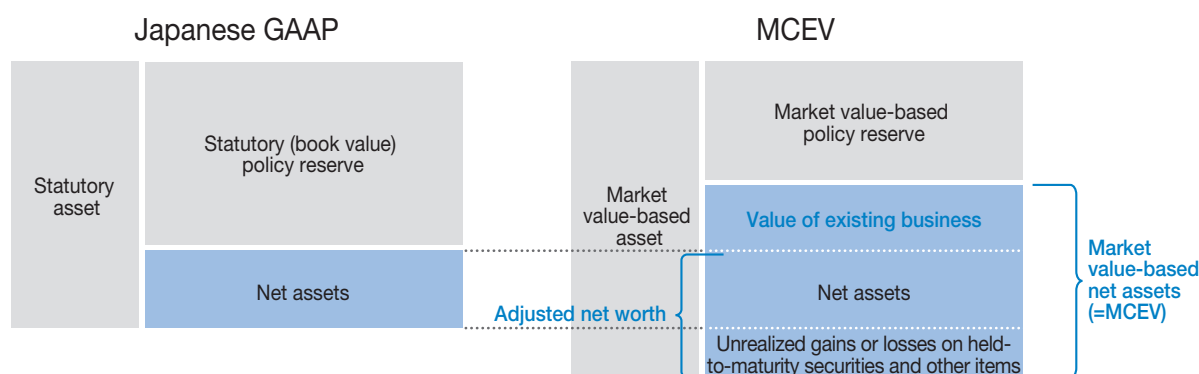 Japanese GAAP
MCEV
Statutory
asset
Statutory (book value)
policy reserve
Net assets
Market
value-based
asset
Market value-based
policy reserve
Value of existing business
Net assets
Adjusted net worth
Unrealized gains or losses on held-
to-maturity securities and other items
Market
value-based
net assets
(=MCEV)